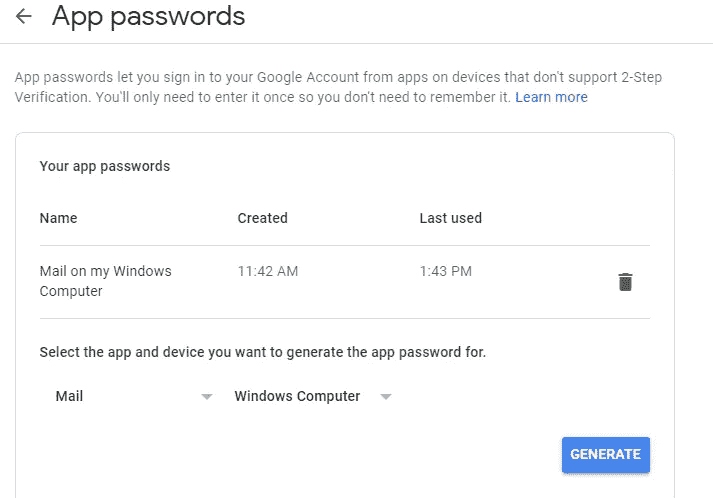 App passwords
App passwords let you sign in to your Google Account from apps on devices that don't support 2-Step
Verification. You'll only need to enter it once so you don't need to remember it. Learn more
Your app passwords
Name Created Last used
Mail on my Windows 11:42 AM 1:43 PM
Computer
Select the app and device you want to generate the app password for.
Mail Windows Computer
GENERATE